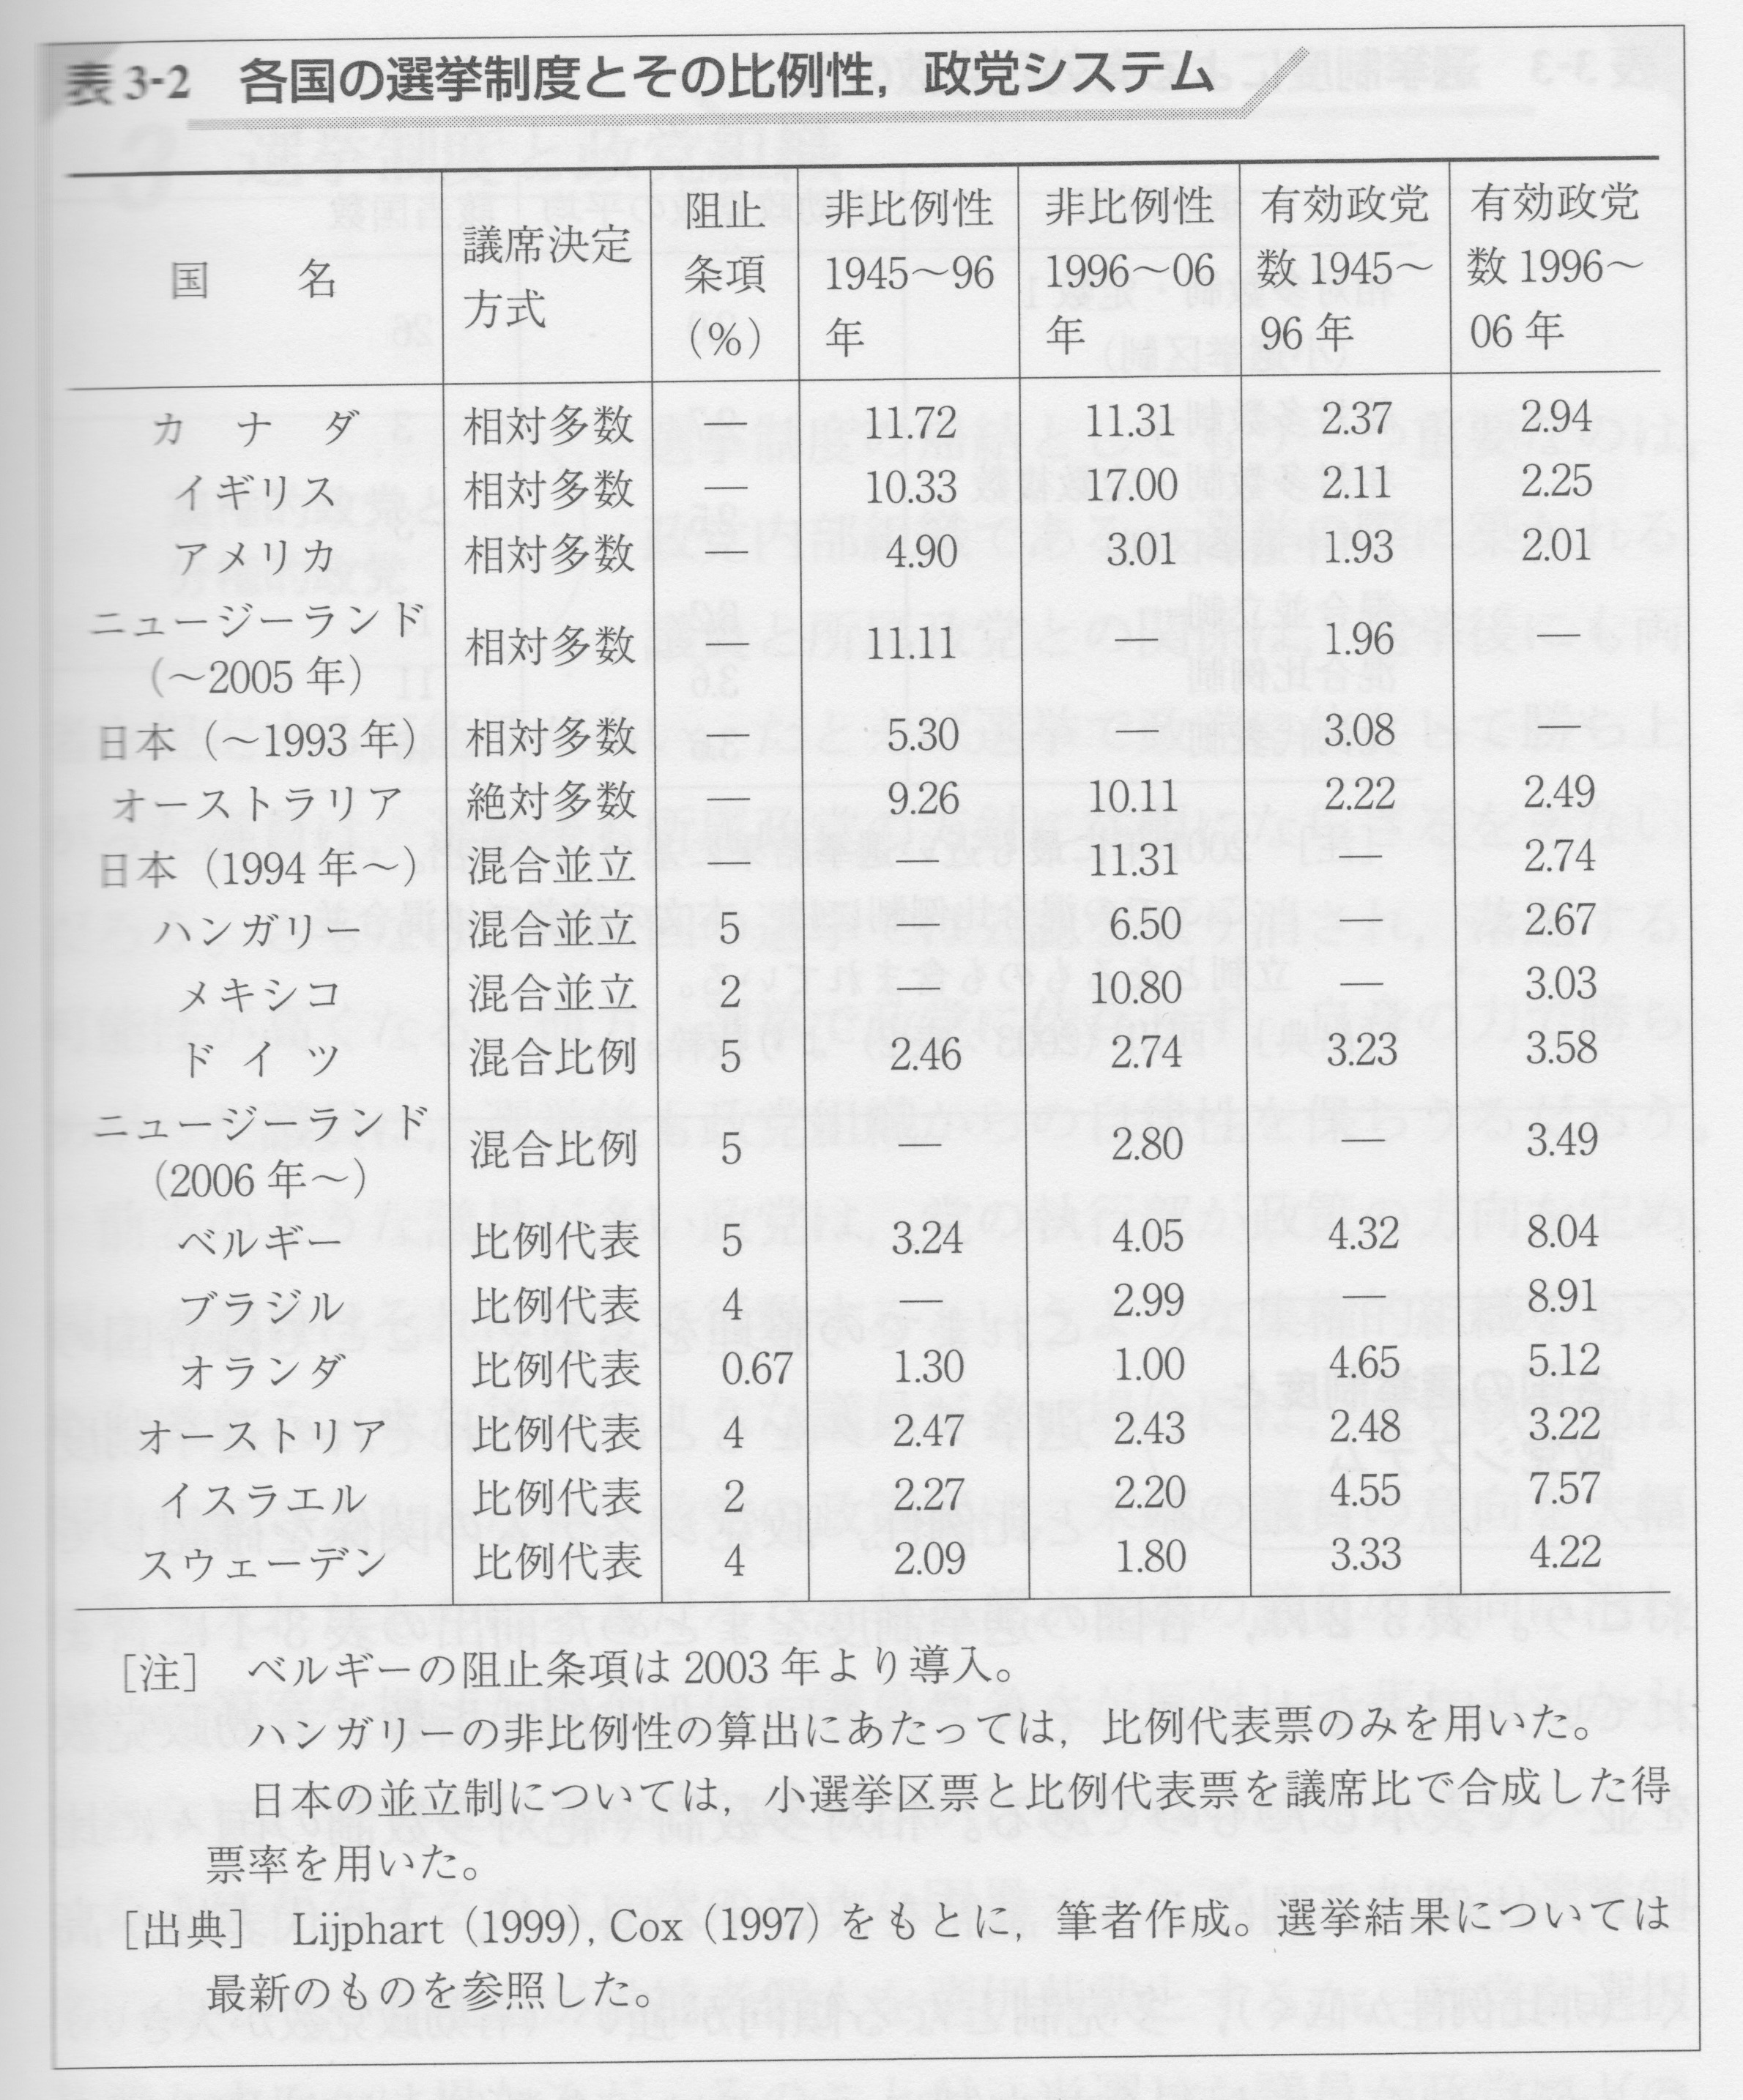 表3-2 各国の選挙制度とその比例性，政党システム
国　名 議席決定方式 阻止条項（％） 非比例性1945〜96年 非比例性1996〜06年 有効政党数1945〜96年 有効政党数1996〜06年
カ ナ ダ 相対多数 — 11.72 11.31 2.37 2.94
イギリス 相対多数 — 10.33 17.00 2.11 2.25
アメリカ 相対多数 — 4.90 3.01 1.93 2.01
ニュージーランド（〜2005年） 相対多数 — 11.11 — 1.96 —
日本（〜1993年） 相対多数 — 5.30 — 3.08 —
オーストラリア 絶対多数 — 9.26 10.11 2.22 2.49
日本（1994年〜） 混合並立 — — 11.31 — 2.74
ハンガリー 混合並立 5 — 6.50 — 2.67
メキシコ 混合並立 2 — 10.80 — 3.03
ド イ ツ 混合比例 5 2.46 2.74 3.23 3.58
ニュージーランド（2006年〜） 混合比例 5 — 2.80 — 3.49
ベルギー 比例代表 5 3.24 4.05 4.32 8.04
ブラジル 比例代表 4 — 2.99 — 8.91
オランダ 比例代表 0.67 1.30 1.00 4.65 5.12
オーストリア 比例代表 4 2.47 2.43 2.48 3.22
イスラエル 比例代表 2 2.27 2.20 4.55 7.57
スウェーデン 比例代表 4 2.09 1.80 3.33 4.22
［注］ ベルギーの阻止条項は2003年より導入。
ハンガリーの非比例性の算出にあたっては，比例代表票のみを用いた。
日本の並立制については，小選挙区票と比例代表票を議席比で合成した得
票率を用いた。
［出典］ Lijphart (1999), Cox (1997) をもとに，筆者作成。選挙結果については
最新のものを参照した。